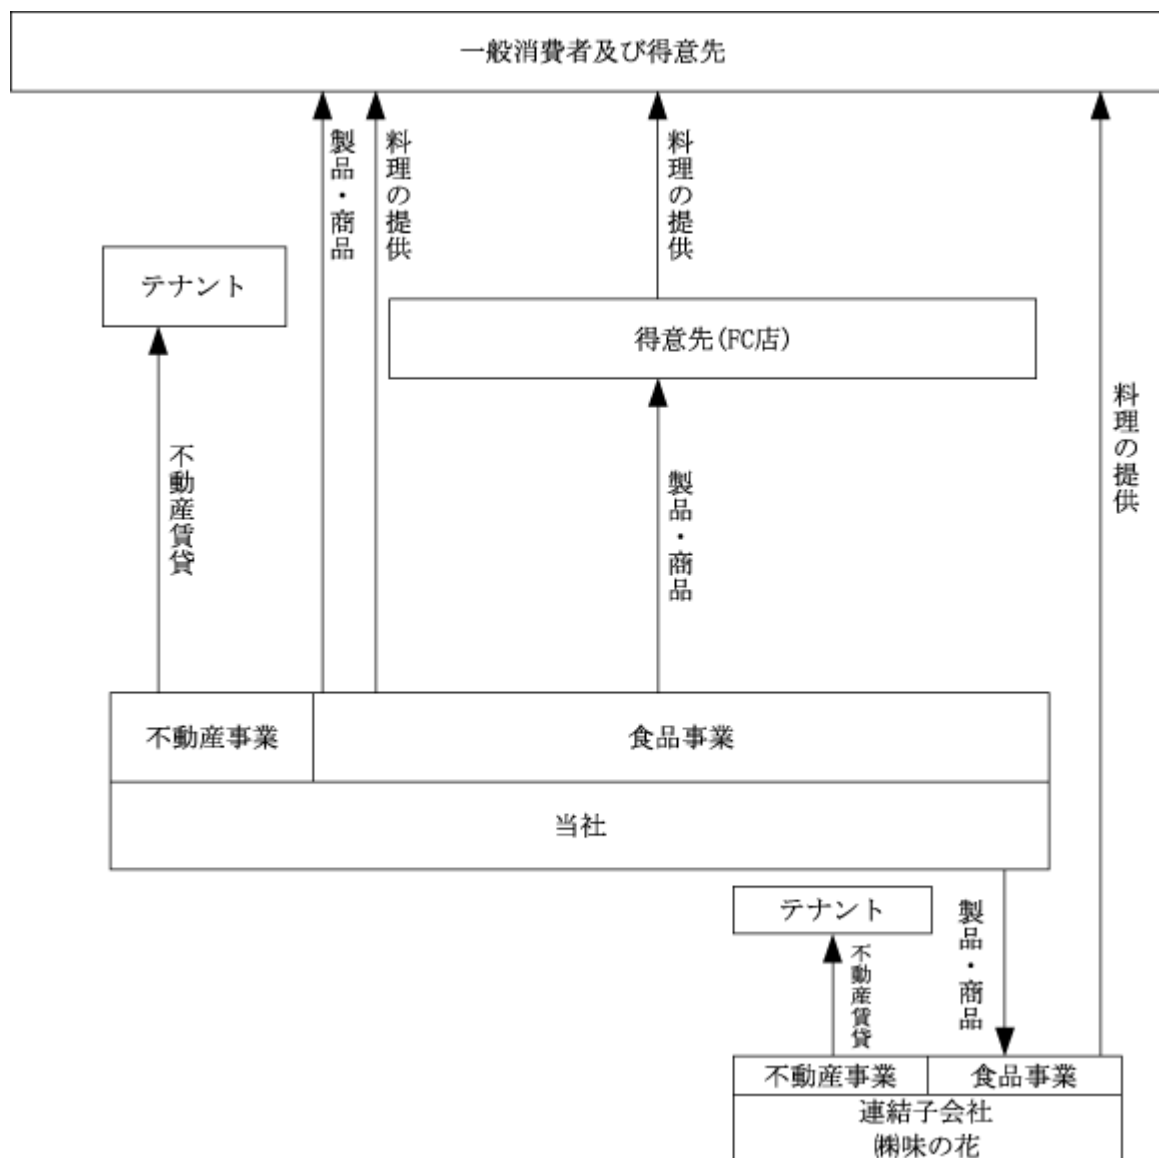 一般消費者及び得意先
製品・商品
料理の提供
料理の提供
テナント
得意先(FC店)
料理の提供
不動産賃貸
製品・商品
不動産事業
食品事業
当社
テナント
製品・商品
不動産賃貸
不動産事業
食品事業
連結子会社
㈱味の花